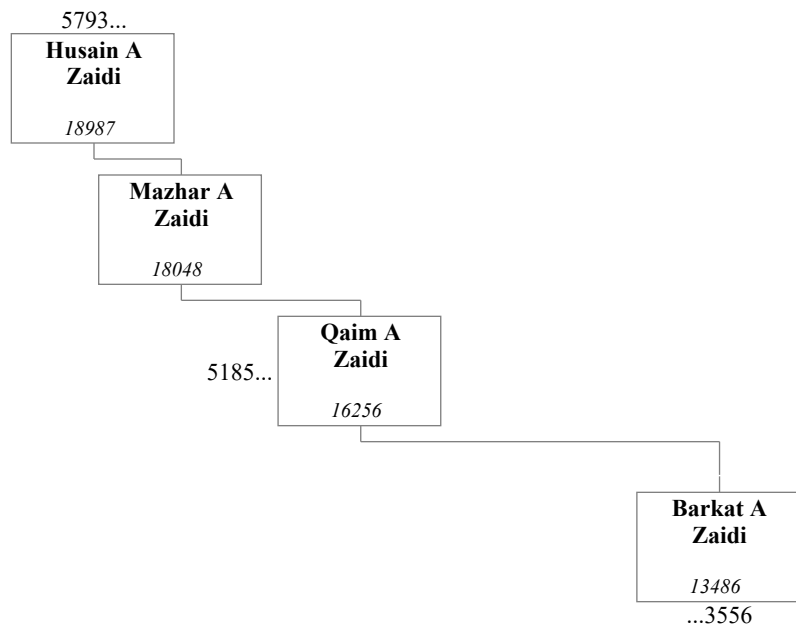 5793...
Husain A
Zaidi
18987
Mazhar A
Zaidi
18048
Qaim A
Zaidi
5185...
16256
Barkat A
Zaidi
13486
...3556